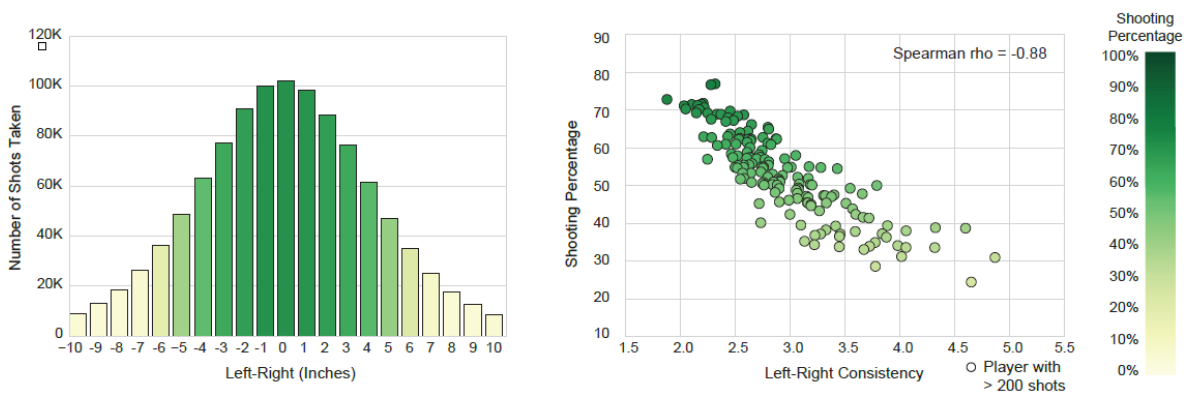 120K
100K
80K
60K
40K
20K
0
Number of Shots Taken
−10 -9 -8 -7 -6 −5 -4 -3 -2 -1 0 1 2 3 4 5 6 7 8 9 10
Left-Right (Inches)
90
80
70
60
50
40
30
20
10
Shooting Percentage
Spearman rho = -0.88
1.5 2.0 2.5 3.0 3.5 4.0 4.5 5.0 5.5
Left-Right Consistency
Player with
> 200 shots
Shooting
Percentage
100%
90%
80%
70%
60%
50%
40%
30%
20%
10%
0%